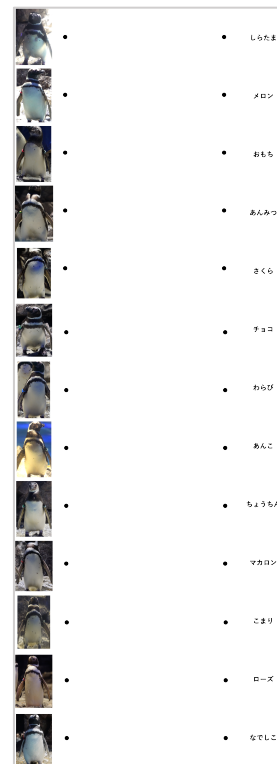 しらたま
メロン
おもち
あんみつ
さくら
チョコ
わらび
あんこ
ちょうちん
マカロン
こまり
ローズ
なでしこ